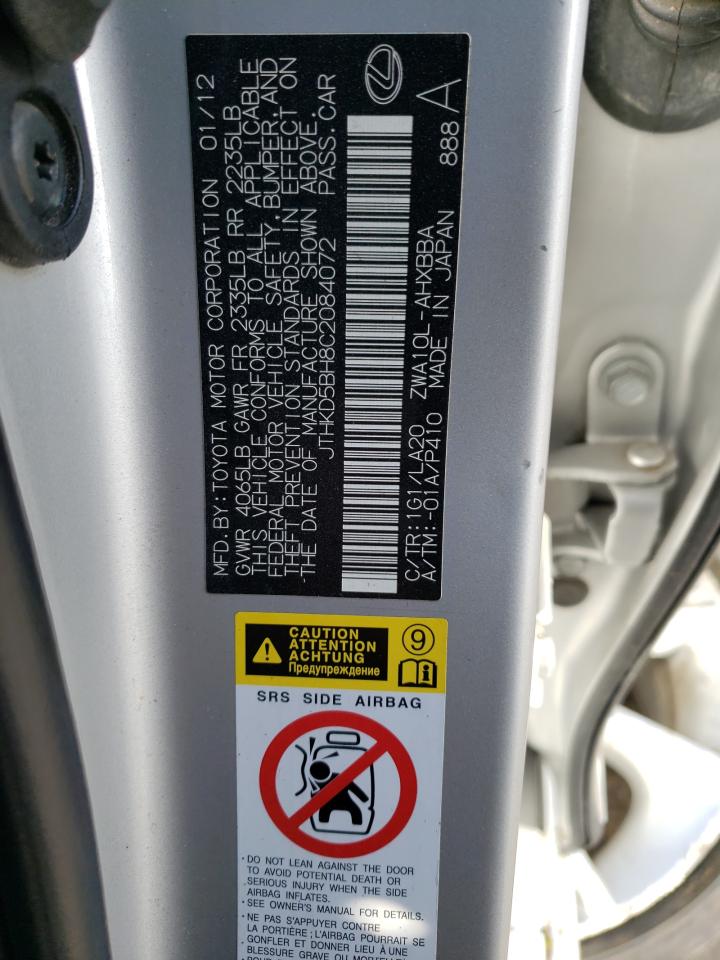 MFD. BY: TOYOTA MOTOR CORPORATION 01/12
GVWR 4065LB GAWR FR 2335LB RR 2235LB
THIS VEHICLE CONFORMS TO ALL APPLICABLE
FEDERAL MOTOR VEHICLE SAFETY, BUMPER, AND
THEFT PREVENTION STANDARDS IN EFFECT ON
THE DATE OF MANUFACTURE SHOWN ABOVE.
JTHKD5BH8C2084072 PASS. CAR
C/TR: 1G1/LA20 ZWA10L-AHXBBA 888 A
A/TM: -01A/P410 MADE IN JAPAN
CAUTION
ATTENTION
ACHTUNG
Предупреждение
9
SRS SIDE AIRBAG
· DO NOT LEAN AGAINST THE DOOR
TO AVOID POTENTIAL DEATH OR
SERIOUS INJURY WHEN THE SIDE
AIRBAG INFLATES.
· SEE OWNER'S MANUAL FOR DETAILS.
· NE PAS S'APPUYER CONTRE
LA PORTIÈRE ; L'AIRBAG POURRAIT SE
GONFLER ET DONNER LIEU À UNE
BLESSURE GRAVE OU MORTELLE